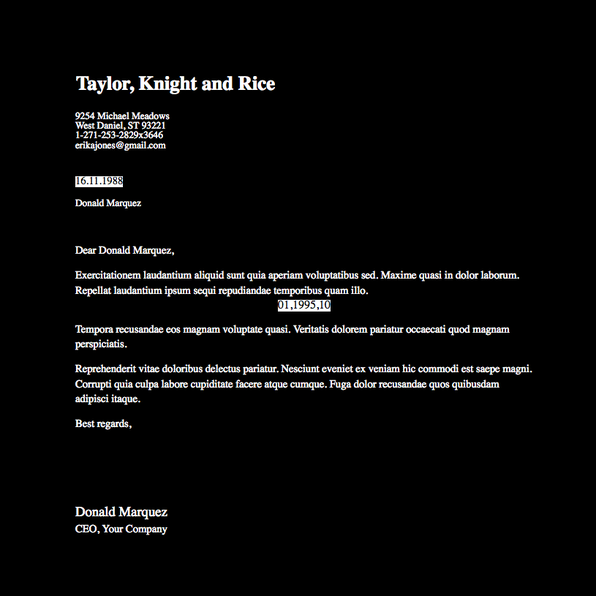 Taylor, Knight and Rice
9254 Michael Meadows
West Daniel, ST 93221
1-271-253-2829x3646
erikajones@gmail.com
16.11.1988
Donald Marquez
Dear Donald Marquez,
Exercitationem laudantium aliquid sunt quia aperiam voluptatibus sed. Maxime quasi in dolor laborum.
Repellat laudantium ipsum sequi repudiandae temporibus quam illo.
01,1995,10
Tempora recusandae eos magnam voluptate quasi. Veritatis dolorem pariatur occaecati quod magnam
perspiciatis.
Reprehenderit vitae doloribus delectus pariatur. Nesciunt eveniet ex veniam hic commodi est saepe magni.
Corrupti quia culpa labore cupiditate facere atque cumque. Fuga dolor recusandae quos quibusdam
adipisci itaque.
Best regards,
Donald Marquez
CEO, Your Company